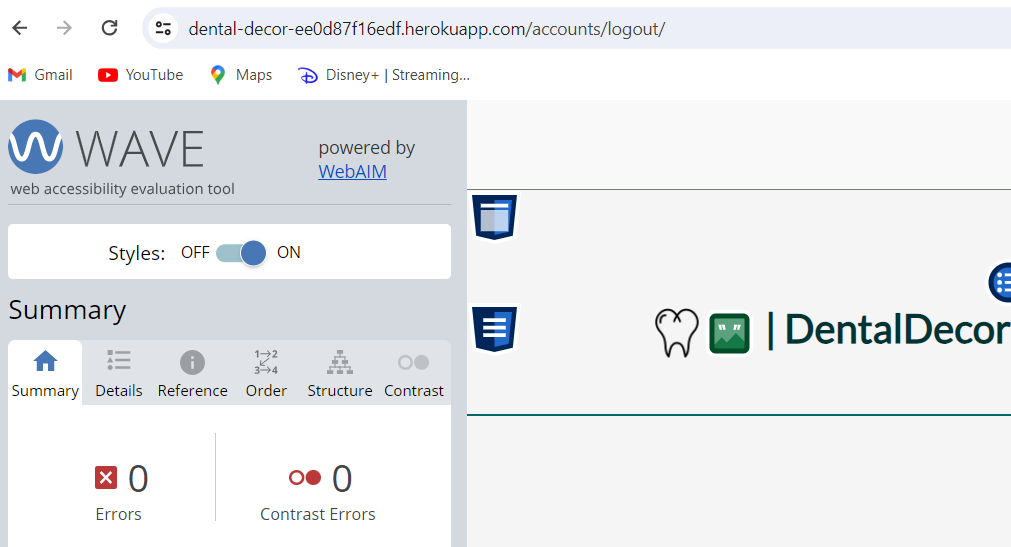 dental-decor-ee0d87f16edf.herokuapp.com/accounts/logout/
Gmail YouTube Maps Disney+ | Streaming...
WAVE
web accessibility evaluation tool
powered by
WebAIM
Styles: OFF ON
Summary
1→2
3→4
Summary Details Reference Order Structure Contrast
0 0
Errors Contrast Errors
| DentalDecor